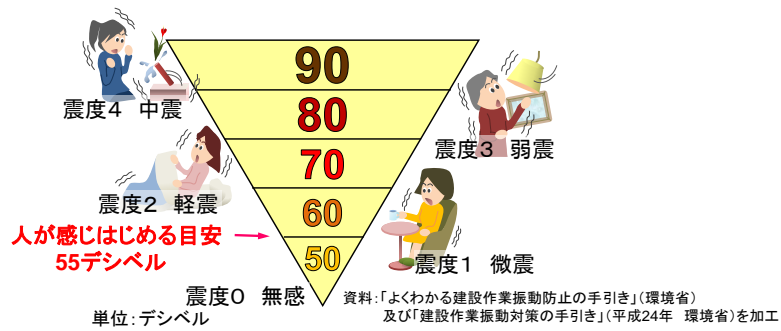 90
震度4 中震
80
震度3 弱震
70
震度2 軽震
60
人が感じはじめる目安
55デシベル
50
震度1 微震
震度0 無感
単位:デシベル
資料:「よくわかる建設作業振動防止の手引き」(環境省)
及び「建設作業振動対策の手引き」(平成24年 環境省)を加工